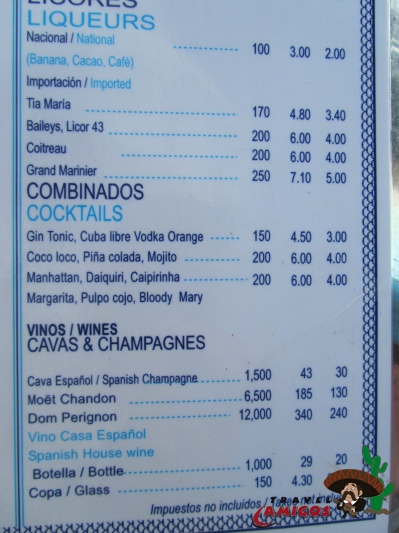 LICORES
LIQUEURS
Nacional / National 100 3.00 2.00
(Banana, Cacao, Café)
Importación / Imported
Tia María 170 4.80 3.40
Baileys, Licor 43 200 6.00 4.00
Coitreau 200 6.00 4.00
Grand Marinier 250 7.10 5.00
COMBINADOS
COCKTAILS
Gin Tonic, Cuba libre Vodka Orange 150 4.50 3.00
Coco loco, Piña colada, Mojito 200 6.00 4.00
Manhattan, Daiquiri, Caipirinha 200 6.00 4.00
Margarita, Pulpo cojo, Bloody Mary
VINOS / WINES
CAVAS & CHAMPAGNES
Cava Español / Spanish Champagne 1,500 43 30
Moët Chandon 6,500 185 130
Dom Perignon 12,000 340 240
Vino Casa Español
Spanish House wine
Botella / Bottle 1,000 29 20
Copa / Glass 150 4.30
Impuestos no incluidos /
TRAVEL
AMIGOS